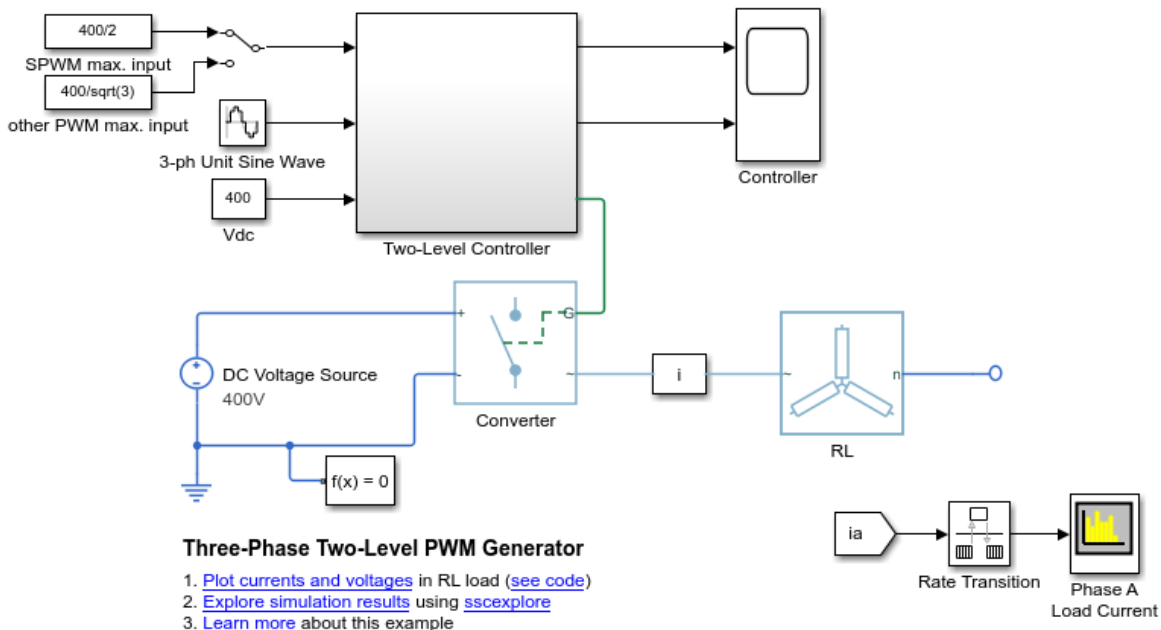 400/2
SPWM max. input
400/sqrt(3)
other PWM max. input
3-ph Unit Sine Wave
400
Vdc
Two-Level Controller
Controller
+
G
DC Voltage Source
400V
-
~
Converter
i
~
n
RL
f(x) = 0
ia
Rate Transition
Phase A
Load Current
Three-Phase Two-Level PWM Generator
1. Plot currents and voltages in RL load (see code)
2. Explore simulation results using sscexplore
3. Learn more about this example